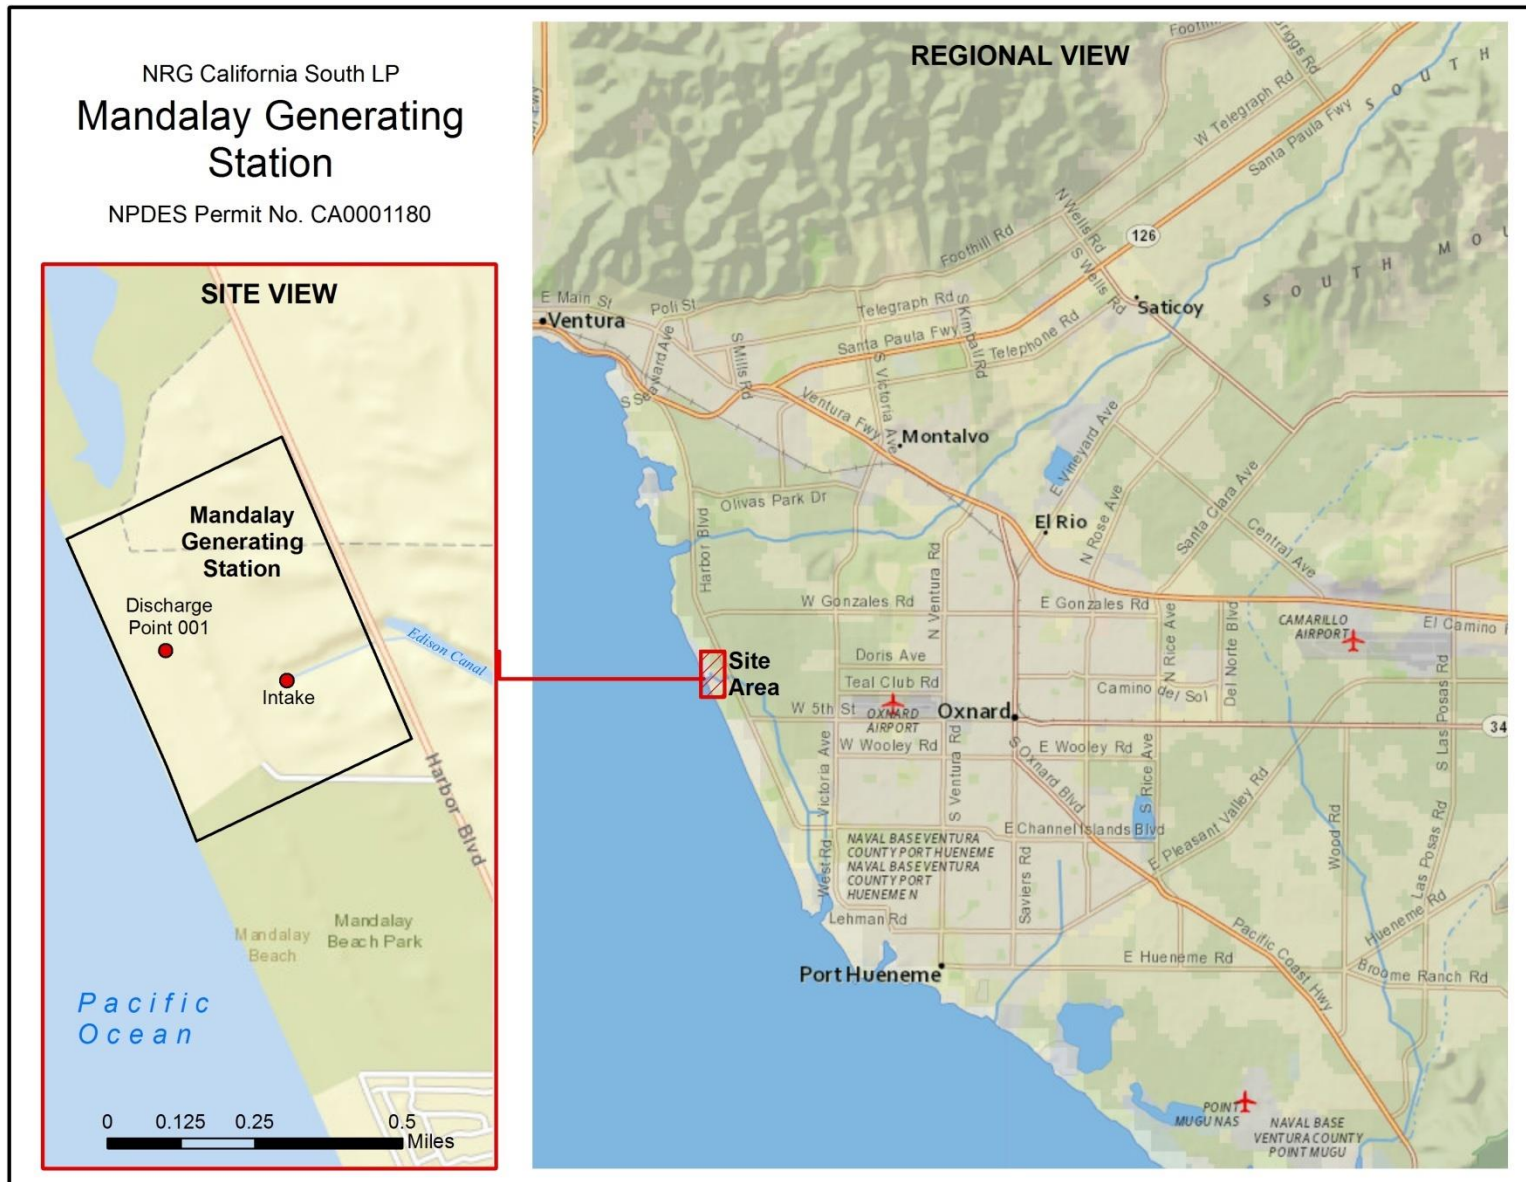 NRG California South LP
Mandalay Generating
Station
NPDES Permit No. CA0001180
SITE VIEW
Mandalay
Generating
Station
Discharge
Point 001
Intake
Edison Canal
Harbor Blvd
Mandalay
Beach Park
Mandalay
Beach
Pacific
Ocean
0 0.125 0.25 0.5
Miles
REGIONAL VIEW
W Telegraph Rd
Santa Paula Fwy
SOUTH
N Wells Rd
126
Foothill Rd
S Wells Rd
SOUTH
E Main St
Poli St
Telegraph Rd
S Kimball Rd
Saticoy
Ventura
Santa Paula Fwy
Telephone Rd
S Seaward Ave
S Mills Rd
S Victoria Ave
Ventura Fwy
Montalvo
E Vineyard Ave
Olivas Park Dr
Harbor Blvd
El Rio
N Rose Ave
Santa Clara Ave
Central Ave
N Ventura Rd
W Gonzales Rd
E Gonzales Rd
N Rice Ave
Del Norte Blvd
CAMARILLO
AIRPORT
El Camino
Site
Area
Doris Ave
Teal Club Rd
Camino del Sol
W 5th St
OXNARD
AIRPORT
Oxnard
34
S Las Posas Rd
W Wooley Rd
E Wooley Rd
Victoria Ave
S Ventura Rd
S Oxnard Blvd
S Rice Ave
E Pleasant Valley Rd
E Channel Islands Blvd
Wood Rd
Las Posas Rd
NAVAL BASE VENTURA
COUNTY PORT HUENEME
NAVAL BASE VENTURA
COUNTY PORT
HUENEME N
West Rd
Saviers Rd
Lehman Rd
Hueneme Rd
Pacific Coast Hwy
E Hueneme Rd
Broome Ranch Rd
Port Hueneme
POINT
MUGU NAS
NAVAL BASE
VENTURA COUNTY
POINT MUGU